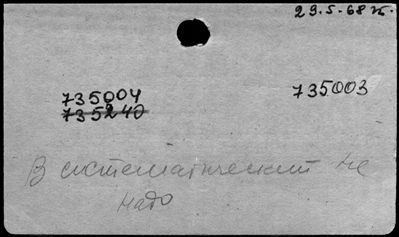 29.5.68 г.
735004 735003
735240
В систематический не
надо